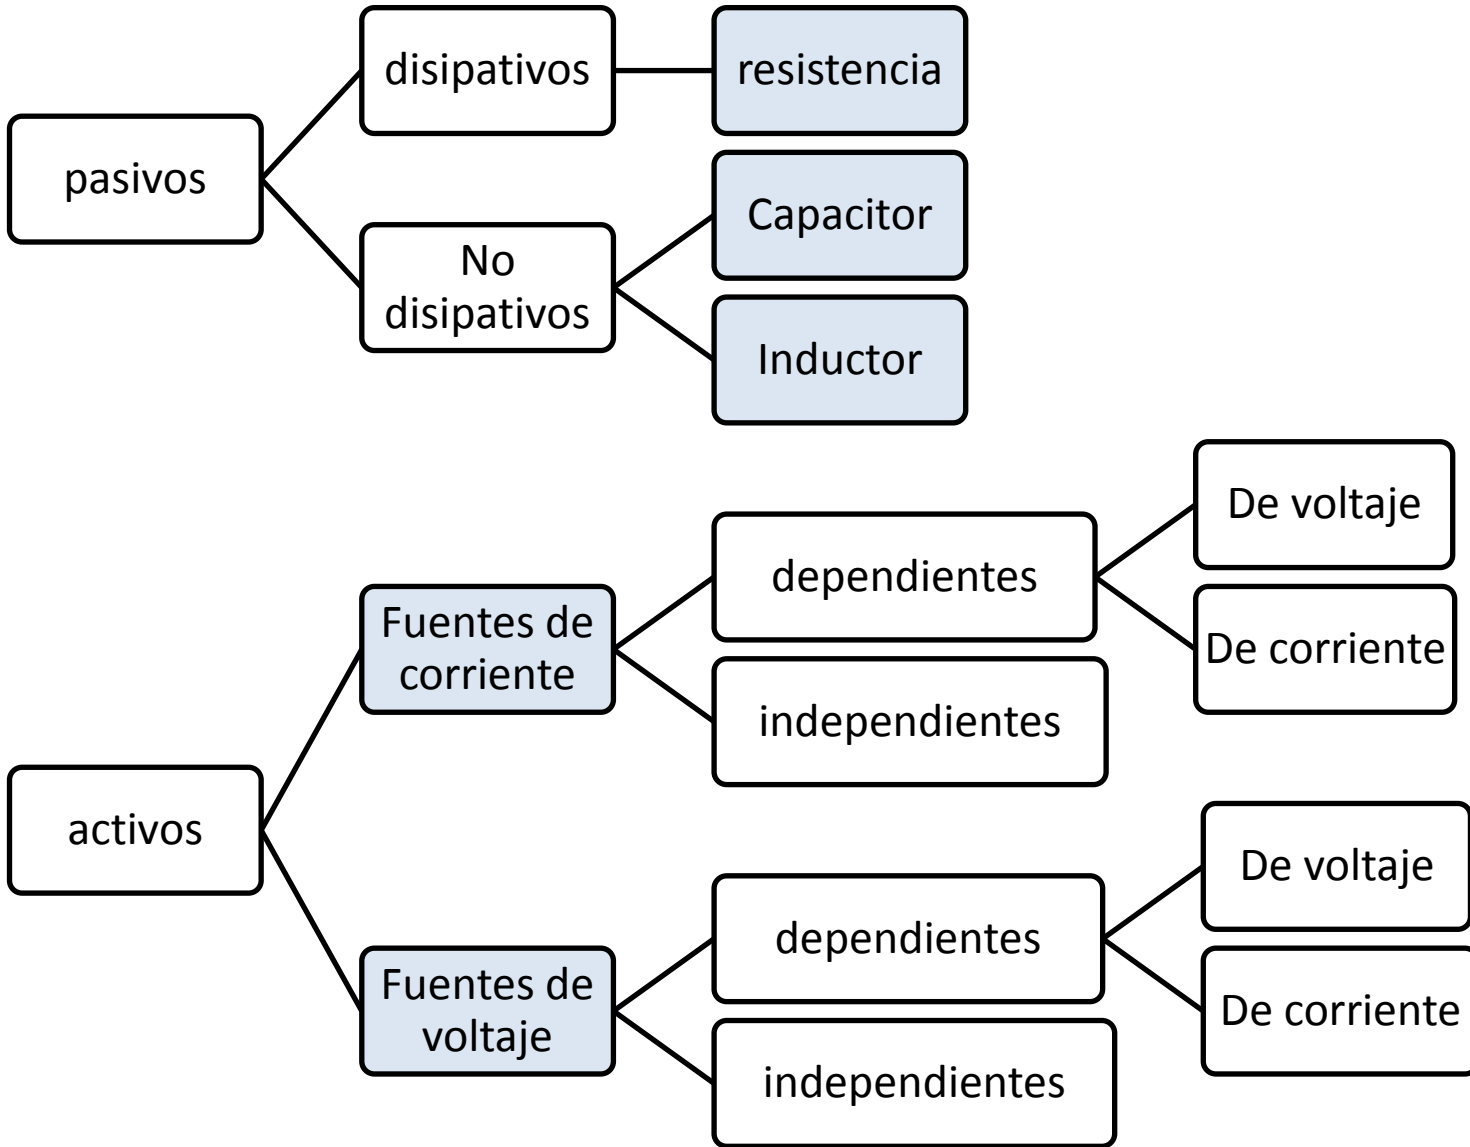 disipativos
resistencia
pasivos
Capacitor
No
disipativos
Inductor
De voltaje
dependientes
Fuentes de
corriente
De corriente
independientes
activos
De voltaje
dependientes
Fuentes de
voltaje
De corriente
independientes